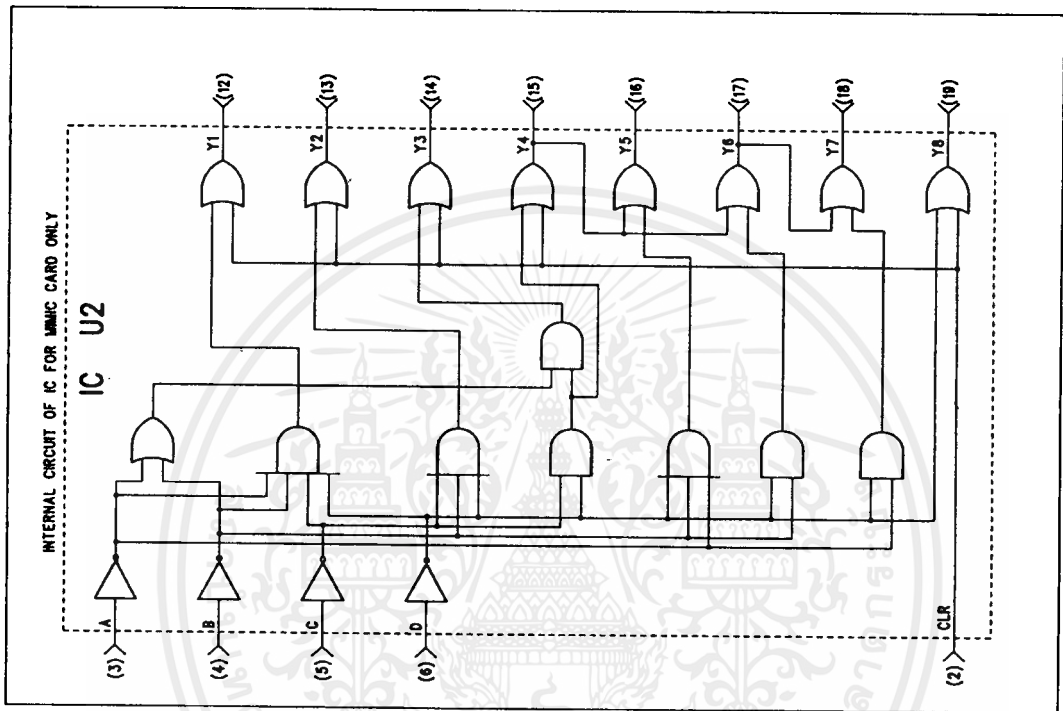 INTERNAL CIRCUIT OF IC FOR MIMIC CARD ONLY
IC U2
(3) A
(4) B
(5) C
(6) D
(2) CLR
Y1 (12)
Y2 (13)
Y3 (14)
Y4 (15)
Y5 (16)
Y6 (17)
Y7 (18)
Y8 (19)